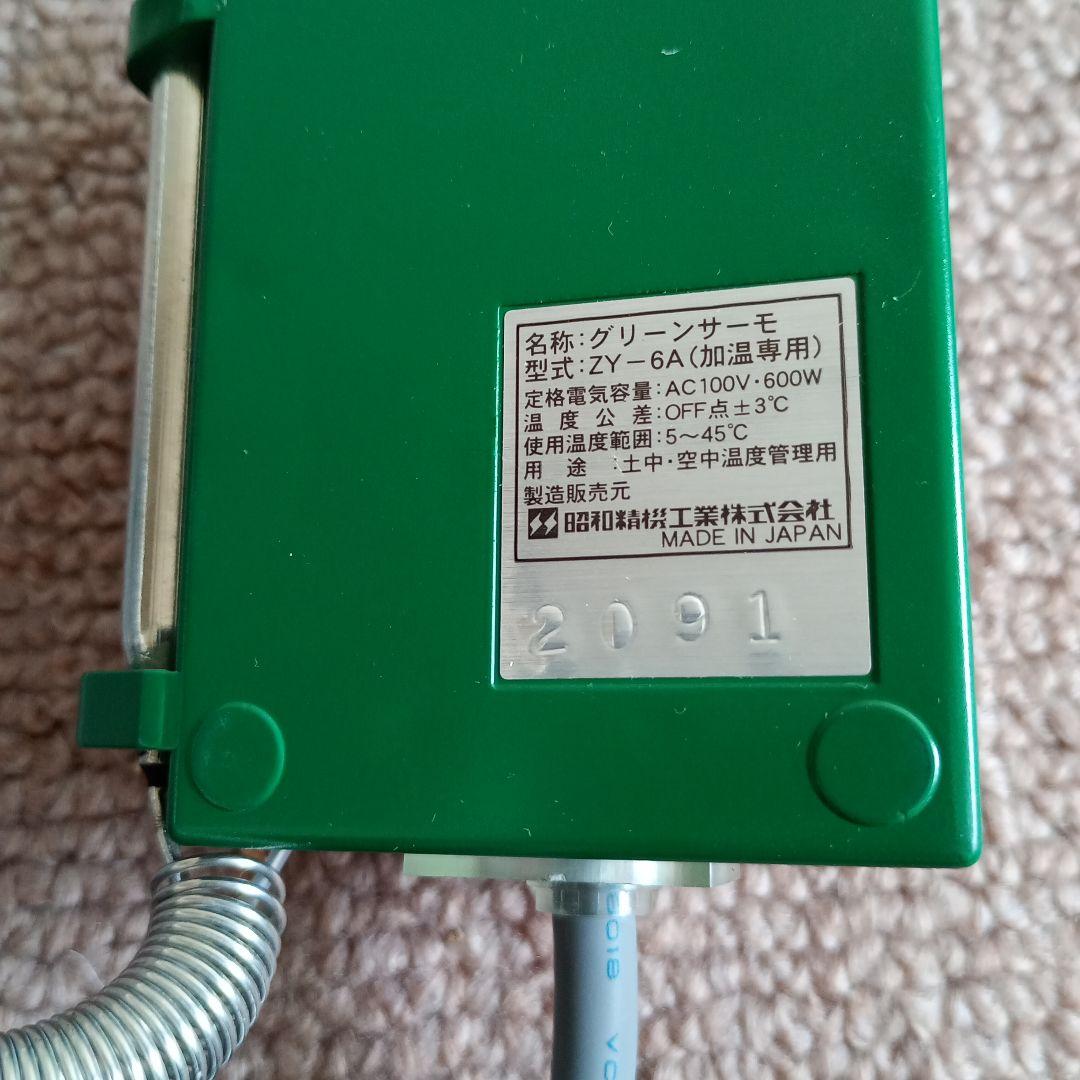 名称:グリーンサーモ
型式:ZY-6A(加温専用)
定格電気容量:AC100V・600W
温度公差:OFF点±3℃
使用温度範囲:5～45℃
用途:土中・空中温度管理用
製造販売元
昭和精機工業株式会社
MADE IN JAPAN
2091